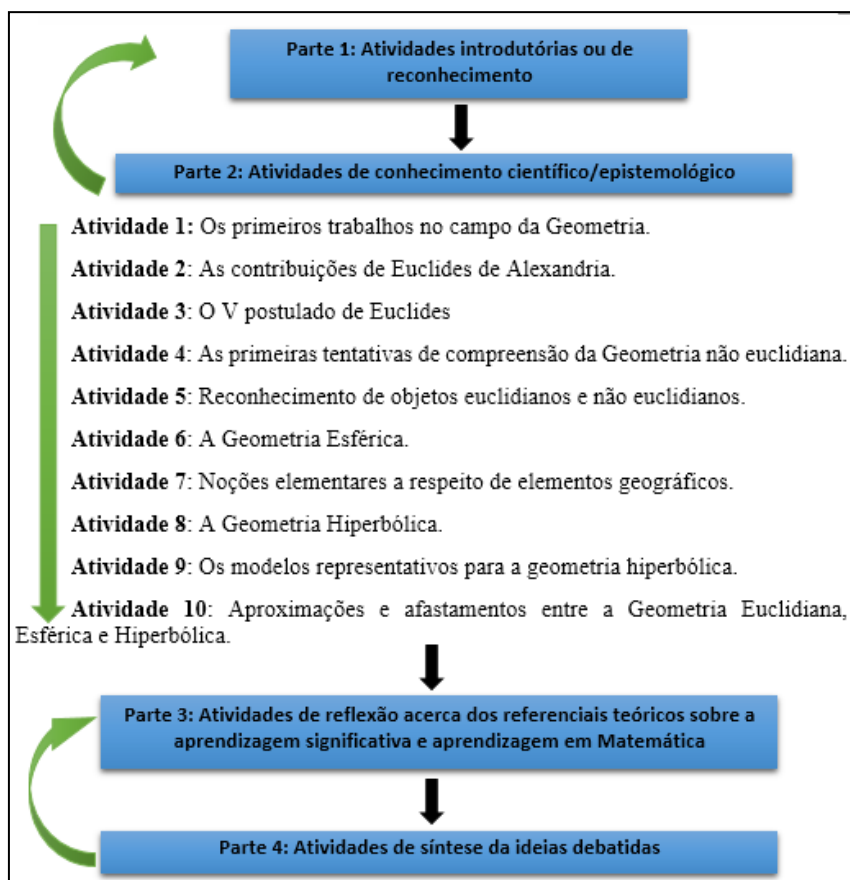 Parte 1: Atividades introdutórias ou de
reconhecimento
Parte 2: Atividades de conhecimento científico/epistemológico
Atividade 1: Os primeiros trabalhos no campo da Geometria.
Atividade 2: As contribuições de Euclides de Alexandria.
Atividade 3: O V postulado de Euclides
Atividade 4: As primeiras tentativas de compreensão da Geometria não euclidiana.
Atividade 5: Reconhecimento de objetos euclidianos e não euclidianos.
Atividade 6: A Geometria Esférica.
Atividade 7: Noções elementares a respeito de elementos geográficos.
Atividade 8: A Geometria Hiperbólica.
Atividade 9: Os modelos representativos para a geometria hiperbólica.
Atividade 10: Aproximações e afastamentos entre a Geometria Euclidiana,
Esférica e Hiperbólica.
Parte 3: Atividades de reflexão acerca dos referenciais teóricos sobre a
aprendizagem significativa e aprendizagem em Matemática
Parte 4: Atividades de síntese da ideias debatidas